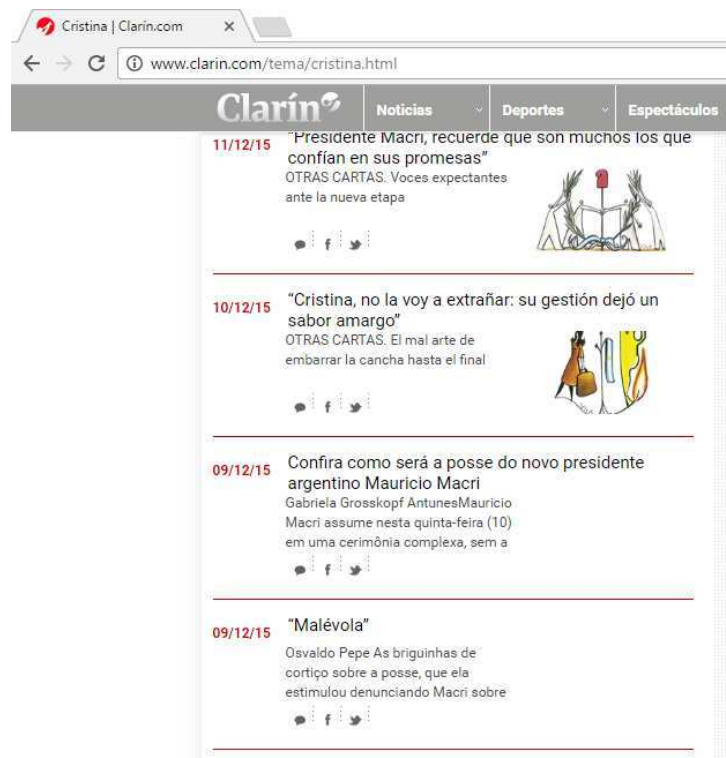 Cristina | Clarín.com
www.clarin.com/tema/cristina.html
Clarín
Noticias
Deportes
Espectáculos
11/12/15
“Presidente Macri, recuerde que son muchos los que
confían en sus promesas”
OTRAS CARTAS. Voces expectantes
ante la nueva etapa
10/12/15
“Cristina, no la voy a extrañar: su gestión dejó un
sabor amargo”
OTRAS CARTAS. El mal arte de
embarrar la cancha hasta el final
09/12/15
Confira como será a posse do novo presidente
argentino Mauricio Macri
Gabriela Grosskopf AntunesMauricio
Macri assume nesta quinta-feira (10)
em uma cerimônia complexa, sem a
09/12/15
“Malévola”
Osvaldo Pepe As briguinhas de
cortiço sobre a posse, que ela
estimulou denunciando Macri sobre